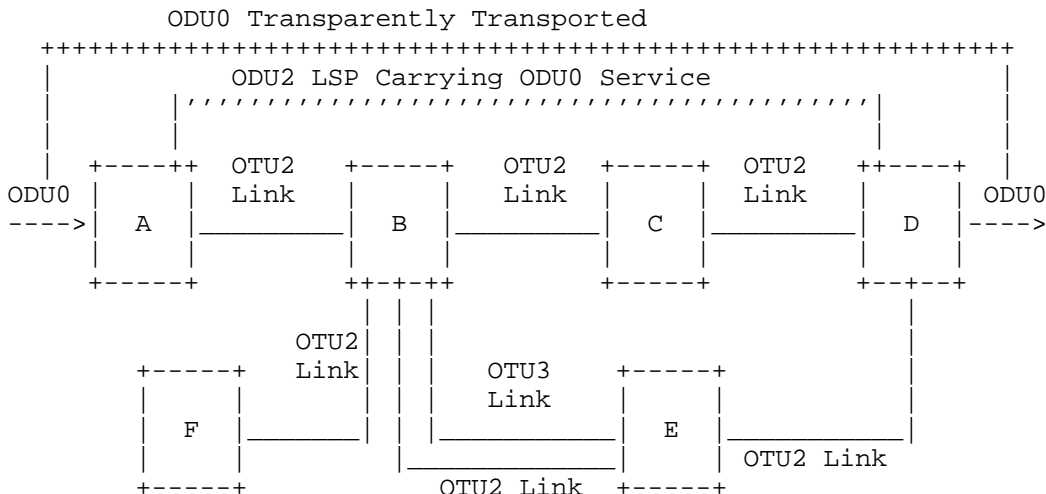 ODU0 Transparently Transported
ODU2 LSP Carrying ODU0 Service
OTU2 OTU2 OTU2
ODU0 Link Link Link ODU0
A B C D
OTU2
Link OTU3
Link
F E
OTU2 Link
OTU2 Link